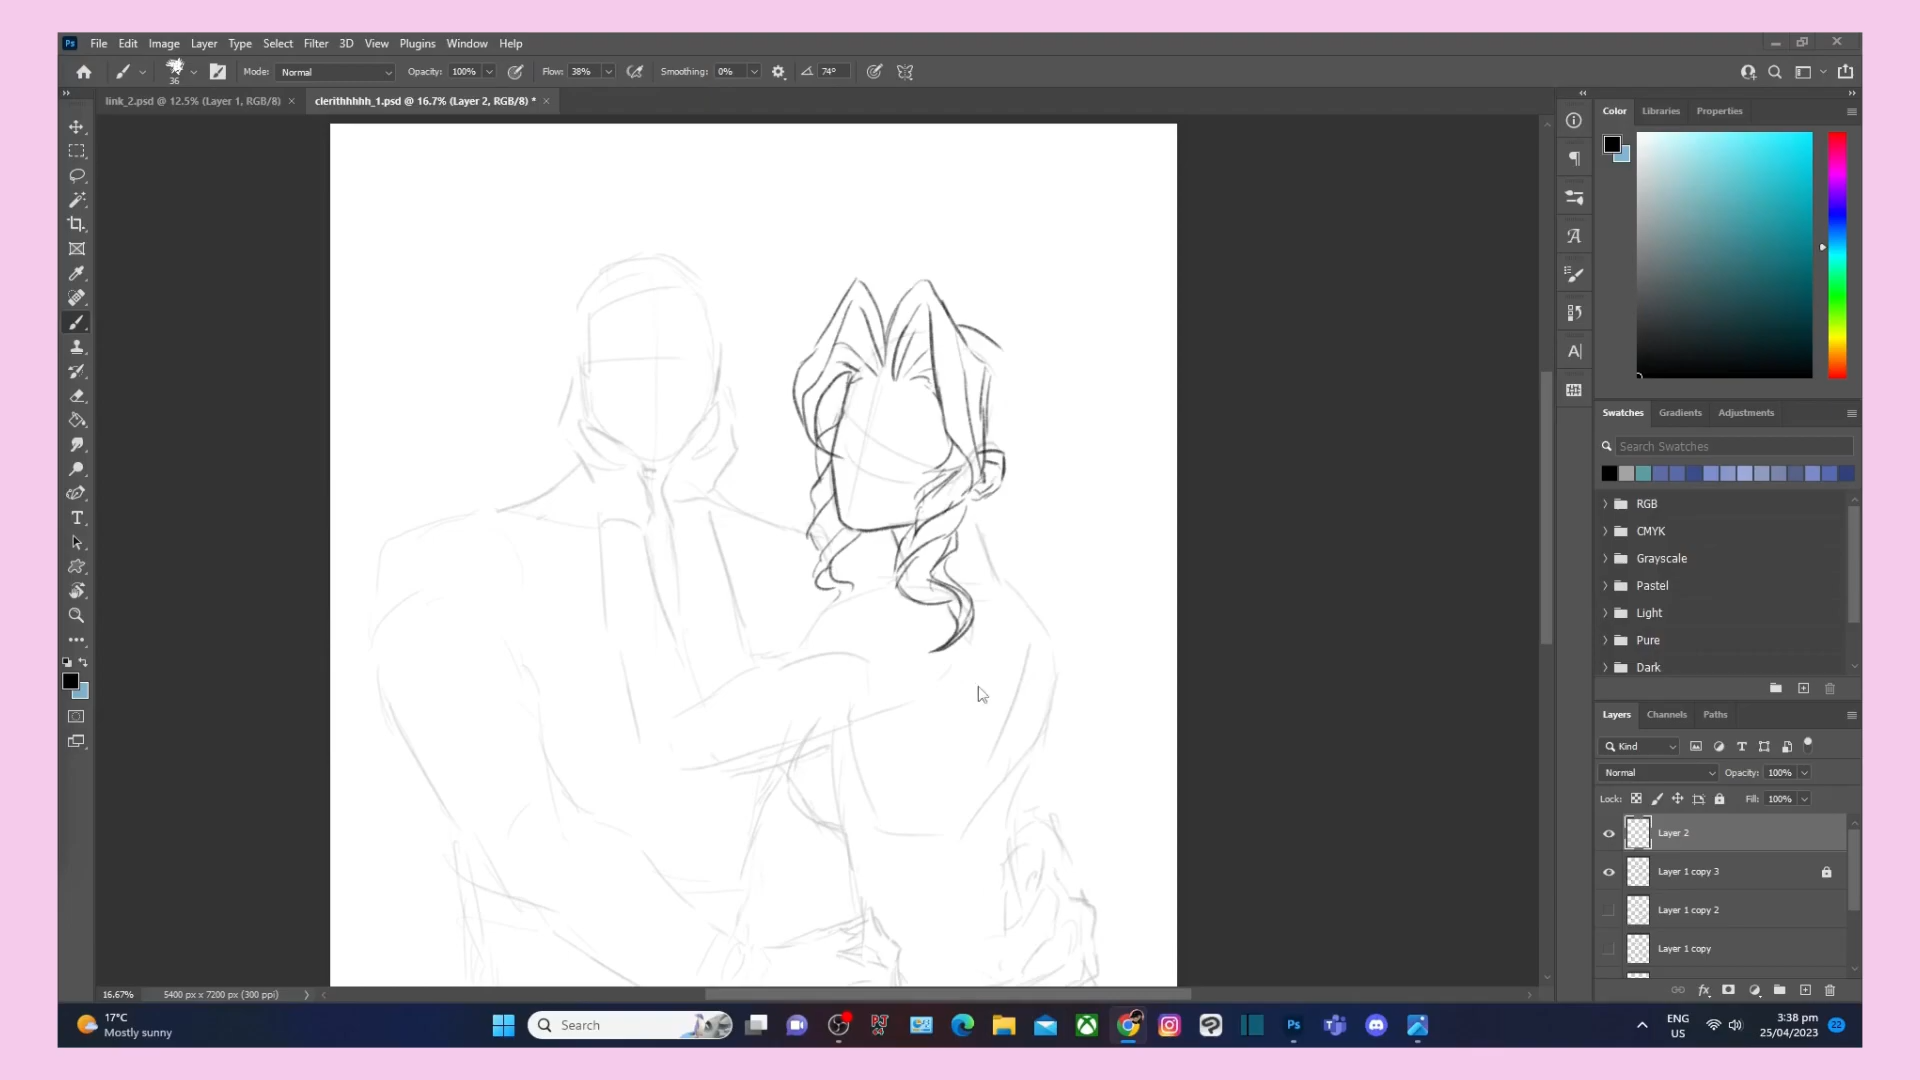 Ps File Edit Image Layer Type Select Filter 3D View Plugins Window Help
36 Mode: Normal Opacity: 100% Flow: 38% Smoothing: 0% 74°
link_2.psd @ 12.5% (Layer 1, RGB/8) × clerithhhhh_1.psd @ 16.7% (Layer 2, RGB/8) * ×
Color Libraries Properties
Swatches Gradients Adjustments
Search Swatches
RGB
CMYK
Grayscale
Pastel
Light
Pure
Dark
Layers Channels Paths
Kind
Normal Opacity: 100%
Lock: Fill: 100%
Layer 2
Layer 1 copy 3
Layer 1 copy 2
Layer 1 copy
16.67% 5400 px x 7200 px (300 ppi)
17°C
Mostly sunny
Search
Ps
ENG
US
3:38 pm
25/04/2023
22